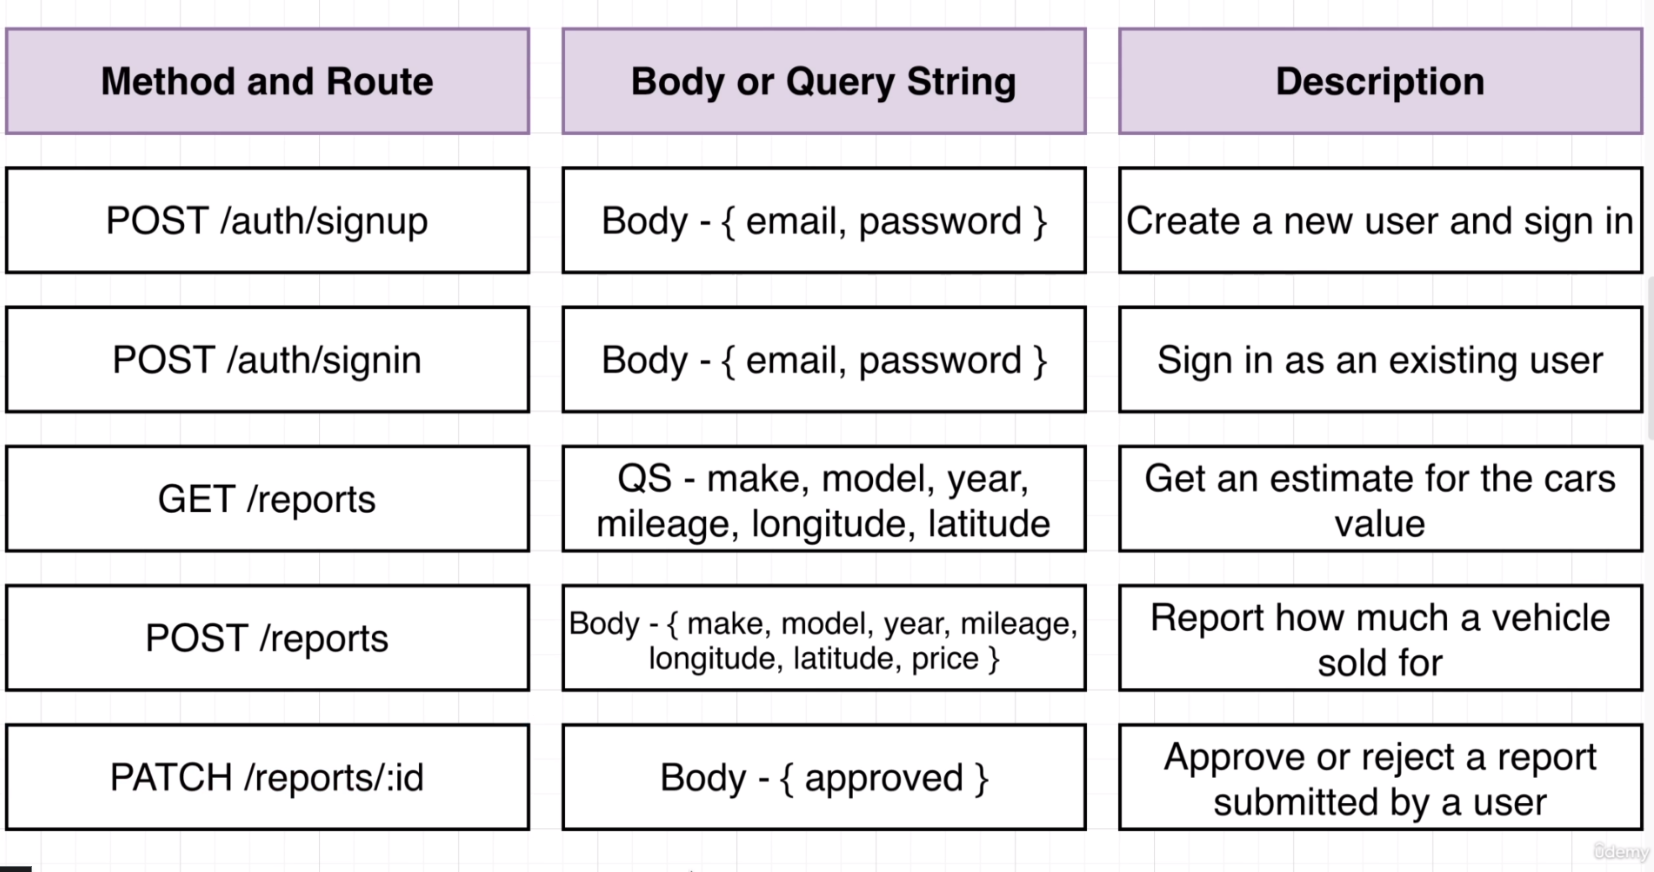 Method and Route
Body or Query String
Description
POST /auth/signup
Body - { email, password }
Create a new user and sign in
POST /auth/signin
Body - { email, password }
Sign in as an existing user
GET /reports
QS - make, model, year,
mileage, longitude, latitude
Get an estimate for the cars
value
POST /reports
Body - { make, model, year, mileage,
longitude, latitude, price }
Report how much a vehicle
sold for
PATCH /reports/:id
Body - { approved }
Approve or reject a report
submitted by a user
ûdemy